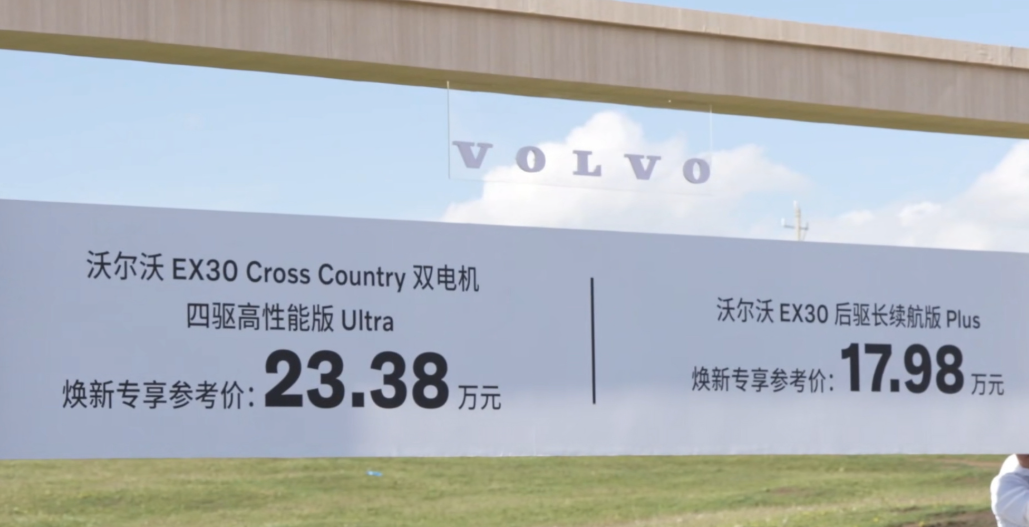 VOLVO
沃尔沃 EX30 Cross Country 双电机
四驱高性能版 Ultra
焕新专享参考价: 23.38 万元
沃尔沃 EX30 后驱长续航版 Plus
焕新专享参考价: 17.98 万元